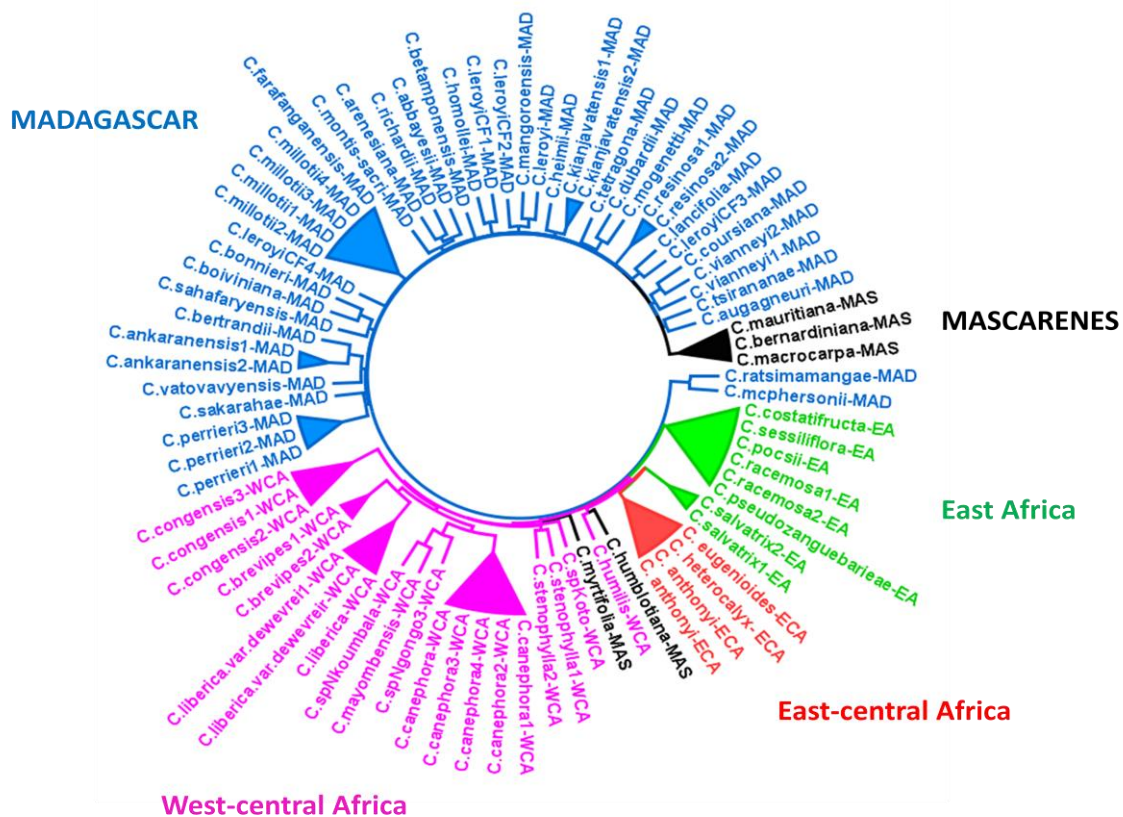 MADAGASCAR
C.perrieri1-MAD
C.perrieri2-MAD
C.perrieri3-MAD
C.sakarahae-MAD
C.vatovavyensis-MAD
C.ankaranensis2-MAD
C.ankaranensis1-MAD
C.bertrandii-MAD
C.sahafaryensis-MAD
C.boiviniana-MAD
C.bonnieri-MAD
C.leroyiCF4-MAD
C.millotii2-MAD
C.millotii1-MAD
C.millotii3-MAD
C.millotii4-MAD
C.farafanganensis-MAD
C.montis-sacri-MAD
C.arenesiana-MAD
C.richardii-MAD
C.abbayesii-MAD
C.betamponensis-MAD
C.homollei-MAD
C.leroyiCF1-MAD
C.leroyiCF2-MAD
C.mangoroensis-MAD
C.leroyi-MAD
C.heimii-MAD
C.kianjavatensis1-MAD
C.kianjavatensis2-MAD
C.tetragona-MAD
C.dubardii-MAD
C.mogenetti-MAD
C.resinosa1-MAD
C.resinosa2-MAD
C.lancifolia-MAD
C.leroyiCF3-MAD
C.coursiana-MAD
C.vianneyi2-MAD
C.vianneyi1-MAD
C.tsirananae-MAD
C.augagneuri-MAD
C.mauritiana-MAS
C.bernardiniana-MAS
C.macrocarpa-MAS
MASCARENES
C.ratsimamangae-MAD
C.mcphersonii-MAD
C.costatifructa-EA
C.sessiliflora-EA
C.pocsii-EA
C.racemosa1-EA
C.racemosa2-EA
C.pseudozanguebarieae-EA
C.salvatrix2-EA
C.salvatrix1-EA
East Africa
C. eugenioides-ECA
C. heterocalyx- ECA
C. anthonyi-ECA
C. anthonyi-ECA
East-central Africa
C.humblotiana-MAS
C.humilis-WCA
C.myrtifolia-MAS
C.spKoto-WCA
C.stenophylla1-WCA
C.stenophylla2-WCA
C.canephora1-WCA
C.canephora2-WCA
C.canephora4-WCA
C.canephora3-WCA
C.canephora-WCA
C.spNgongo3-WCA
C.mayombensis-WCA
C.spNkoumbala-WCA
C.liberica-WCA
C.liberica.var.deweyreir-WCA
C.liberica.var.dewevrei1-WCA
C.brevipes2-WCA
C.brevipes1-WCA
C.congensis2-WCA
C.congensis1-WCA
C.congensis3-WCA
West-central Africa